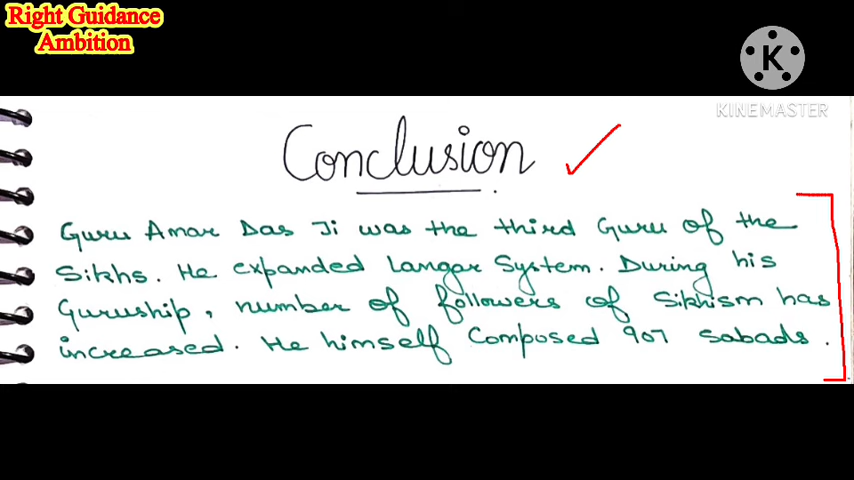 Right Guidance
Ambition
K
KINEMASTER
Conclusion
Guru Amar Das Ji was the third Guru of the
Sikhs. He expanded Langar System. During his
Guruship, number of followers of Sikhism has
increased. He himself Composed 907 Sabads.